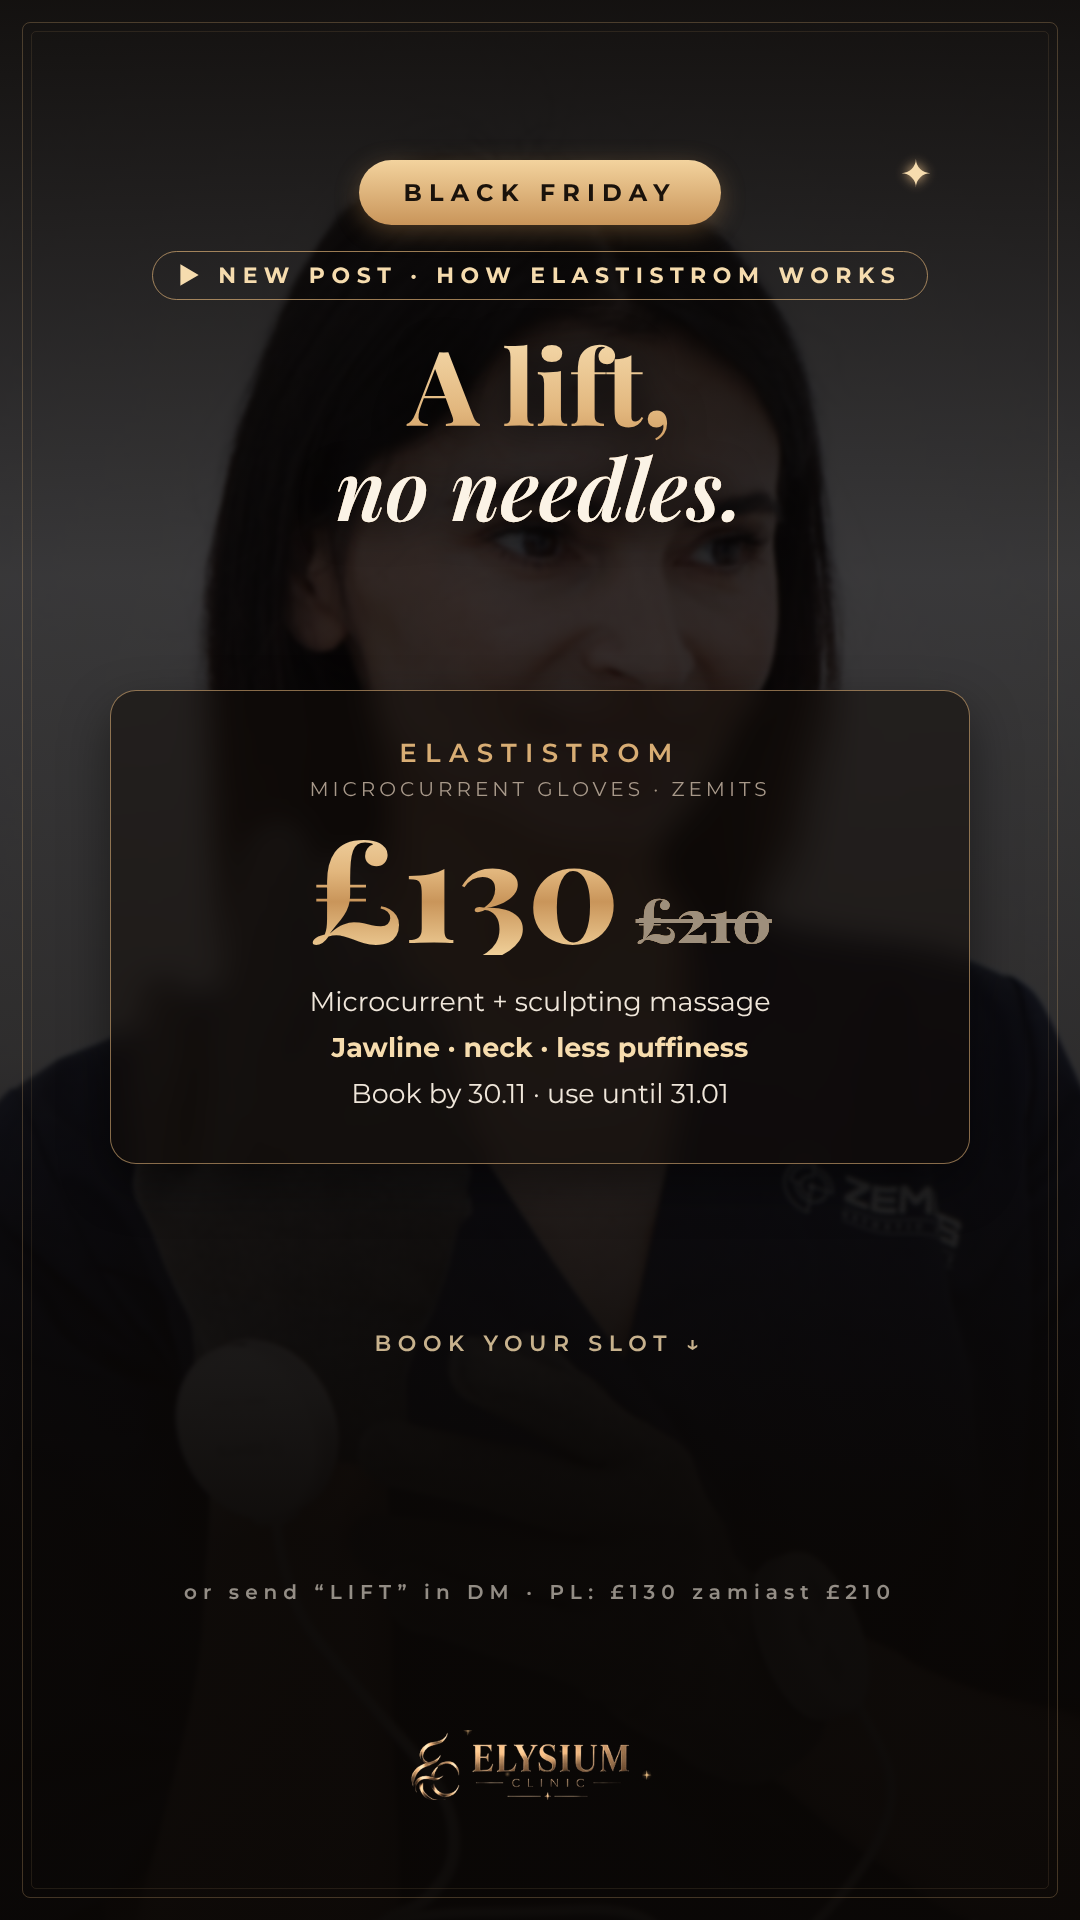 BLACK FRIDAY
▶ NEW POST · HOW ELASTISTROM WORKS
A lift,
no needles.
ELASTISTROM
MICROCURRENT GLOVES · ZEMITS
£130 £210
Microcurrent + sculpting massage
Jawline · neck · less puffiness
Book by 30.11 · use until 31.01
ZEM S
BOOK YOUR SLOT ↓
or send “LIFT” in DM · PL: £130 zamiast £210
ELYSIUM
CLINIC